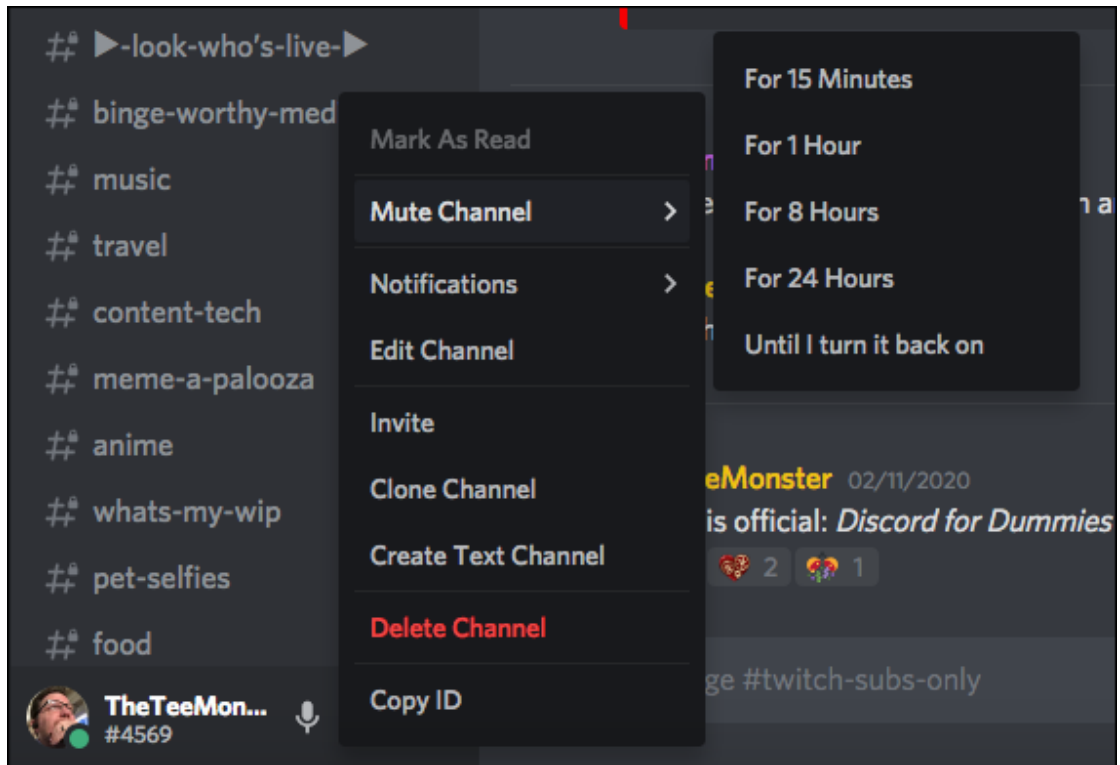 ▶-look-who's-live-▶
binge-worthy-med
music
travel
content-tech
meme-a-palooza
anime
whats-my-wip
pet-selfies
food
TheTeeMon...
#4569
Mark As Read
Mute Channel
Notifications
Edit Channel
Invite
Clone Channel
Create Text Channel
Delete Channel
Copy ID
For 15 Minutes
For 1 Hour
For 8 Hours
For 24 Hours
Until I turn it back on
eMonster 02/11/2020
is official: Discord for Dummies
2 1
ge #twitch-subs-only